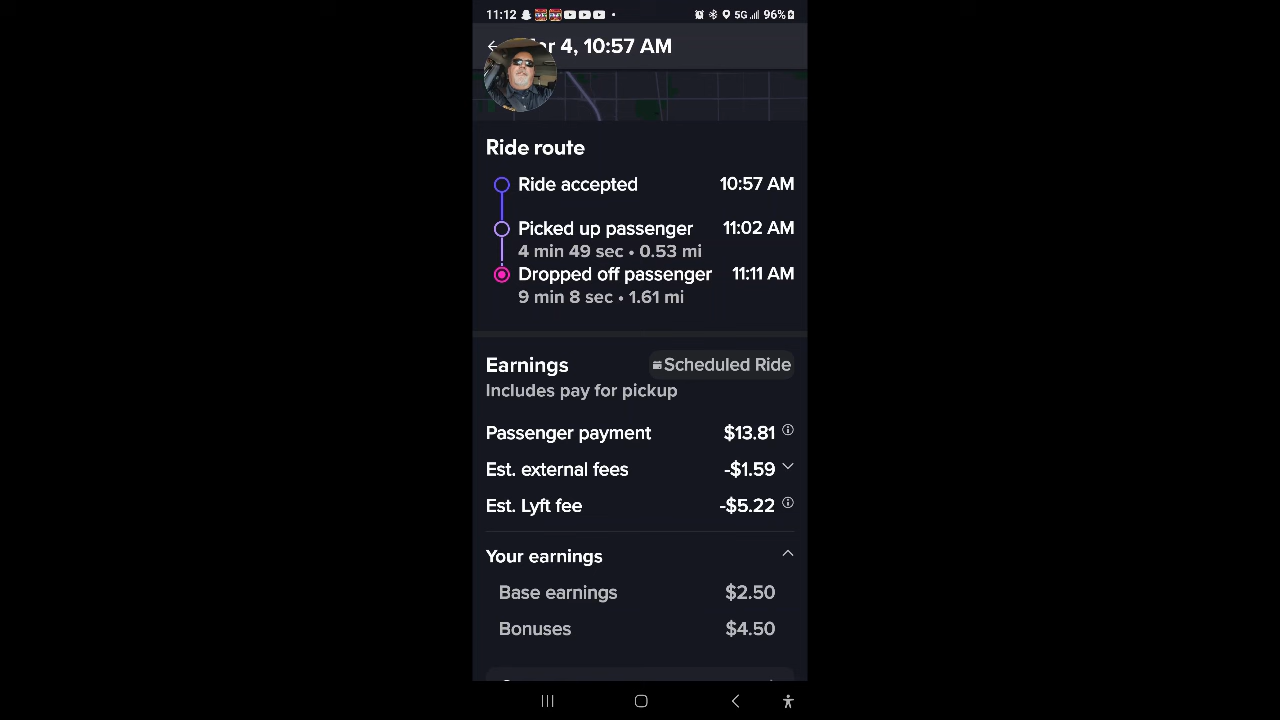 11:12 5G 96%
4, 10:57 AM
Ride route
Ride accepted 10:57 AM
Picked up passenger 11:02 AM
4 min 49 sec • 0.53 mi
Dropped off passenger 11:11 AM
9 min 8 sec • 1.61 mi
Earnings Scheduled Ride
Includes pay for pickup
Passenger payment $13.81
Est. external fees -$1.59
Est. Lyft fee -$5.22
Your earnings
Base earnings $2.50
Bonuses $4.50